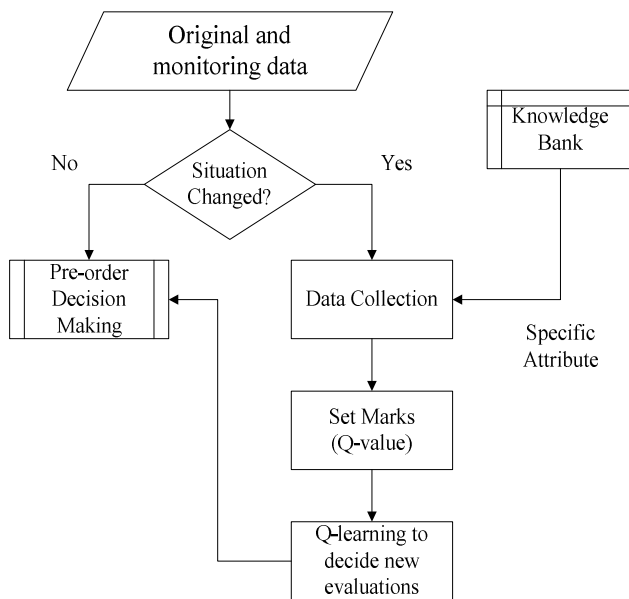 Original and
monitoring data
Knowledge
Bank
No
Situation
Changed?
Yes
Pre-order
Decision
Making
Data Collection
Specific
Attribute
Set Marks
(Q-value)
Q-learning to
decide new
evaluations